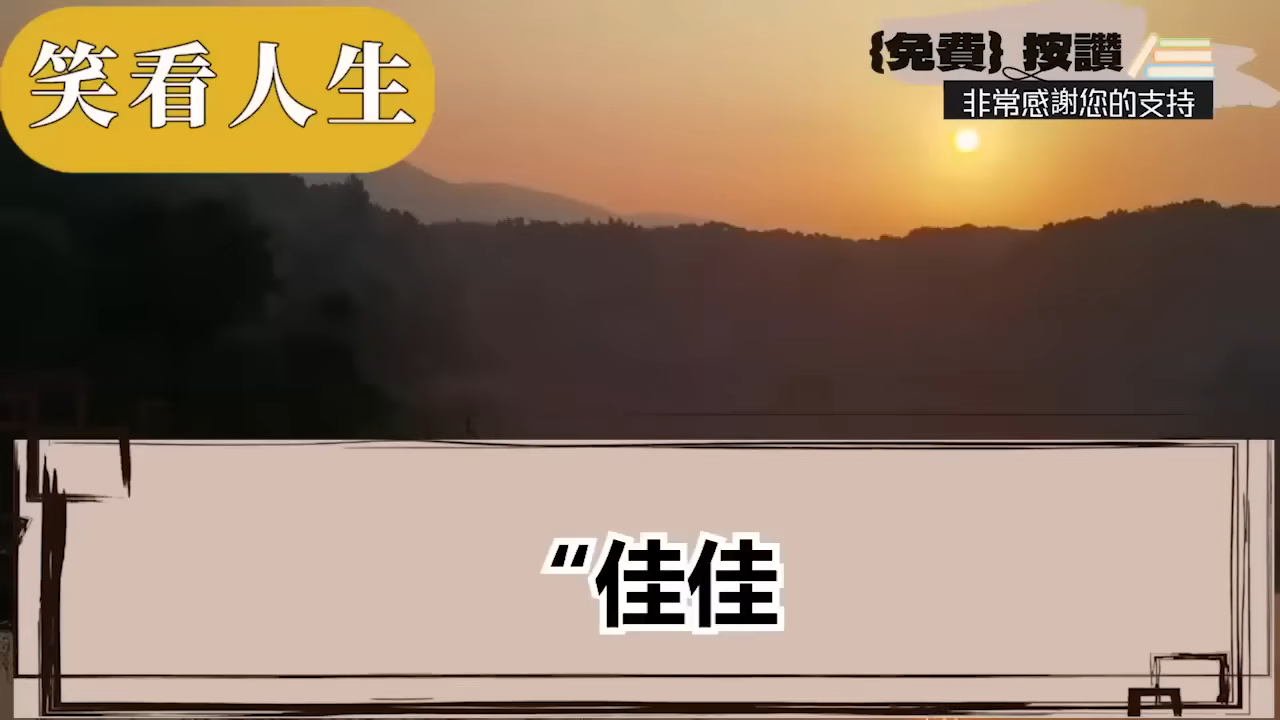 笑看人生
{免費} 按讚
非常感謝您的支持
“佳佳